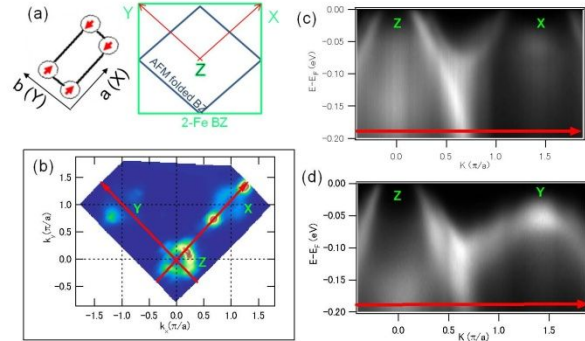 (a)
b (Y)
a (X)
Y
X
Z
AFM folded BZ
2-Fe BZ
(b)
Y
X
Z
1.5
1.0
0.5
0.0
-0.5
-1.5 -1.0 -0.5 0.0 0.5 1.0 1.5
(c)
Z
X
0.00
-0.05
-0.10
-0.15
-0.20
E-EF (eV)
0.0 0.5 1.0 1.5
K (π/a)
(d)
Z
Y
0.00
-0.05
-0.10
-0.15
-0.20
E-EF (eV)
0.0 0.5 1.0 1.5
K (π/a)